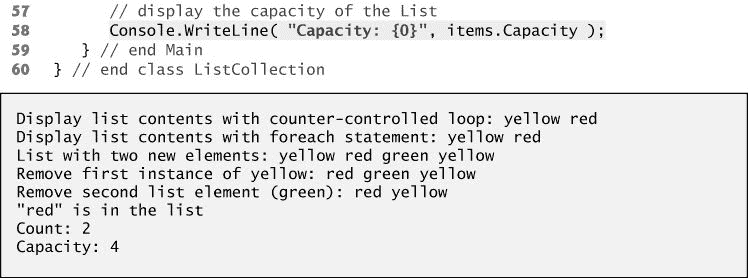 57 // display the capacity of the List
58 Console.WriteLine( "Capacity: {0}", items.Capacity );
59 } // end Main
60 } // end class ListCollection
Display list contents with counter-controlled loop: yellow red
Display list contents with foreach statement: yellow red
List with two new elements: yellow red green yellow
Remove first instance of yellow: red green yellow
Remove second list element (green): red yellow
"red" is in the list
Count: 2
Capacity: 4